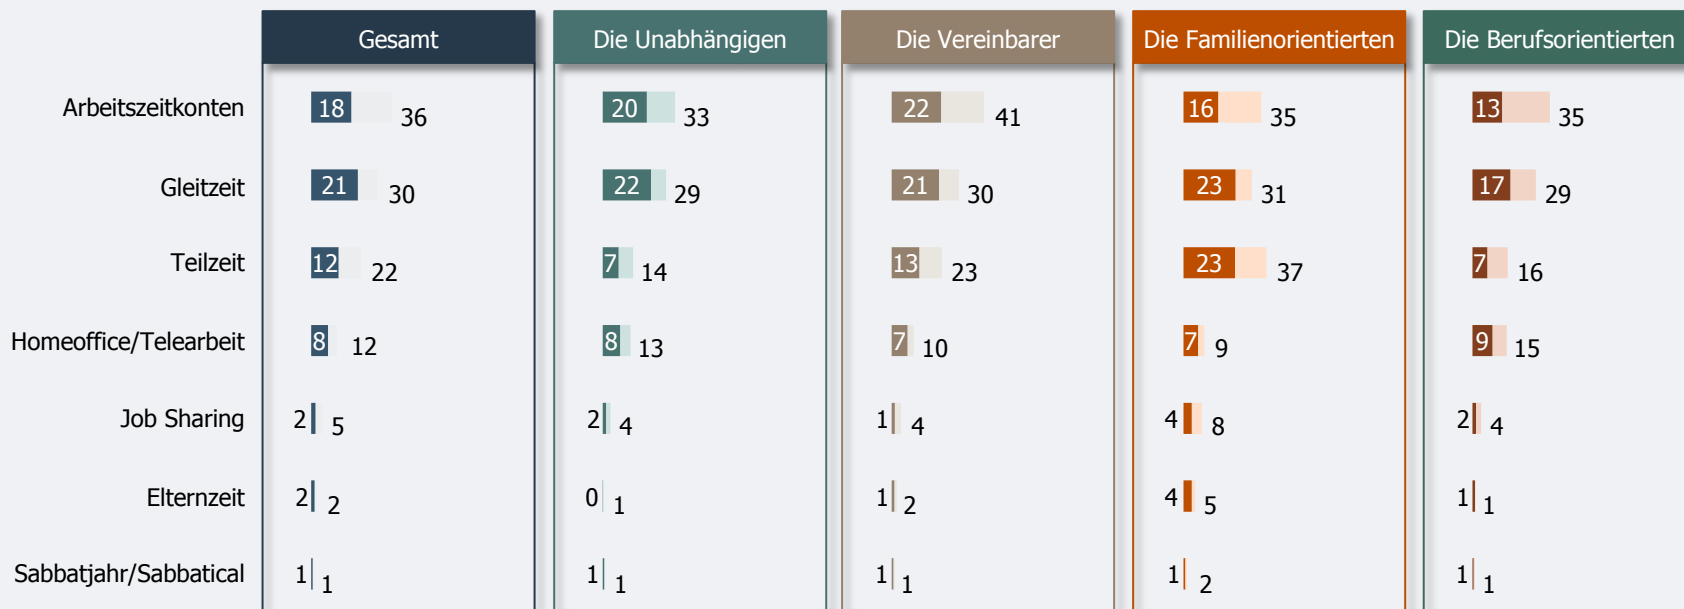 Gesamt Die Unabhängigen Die Vereinbarer Die Familienorientierten Die Berufsorientierten
Arbeitszeitkonten 18 36 20 33 22 41 16 35 13 35
Gleitzeit 21 30 22 29 21 30 23 31 17 29
Teilzeit 12 22 7 14 13 23 23 37 7 16
Homeoffice/Telearbeit 8 12 8 13 7 10 7 9 9 15
Job Sharing 2 5 2 4 1 4 4 8 2 4
Elternzeit 2 2 0 1 1 2 4 5 1 1
Sabbatjahr/Sabbatical 1 1 1 1 1 1 1 2 1 1